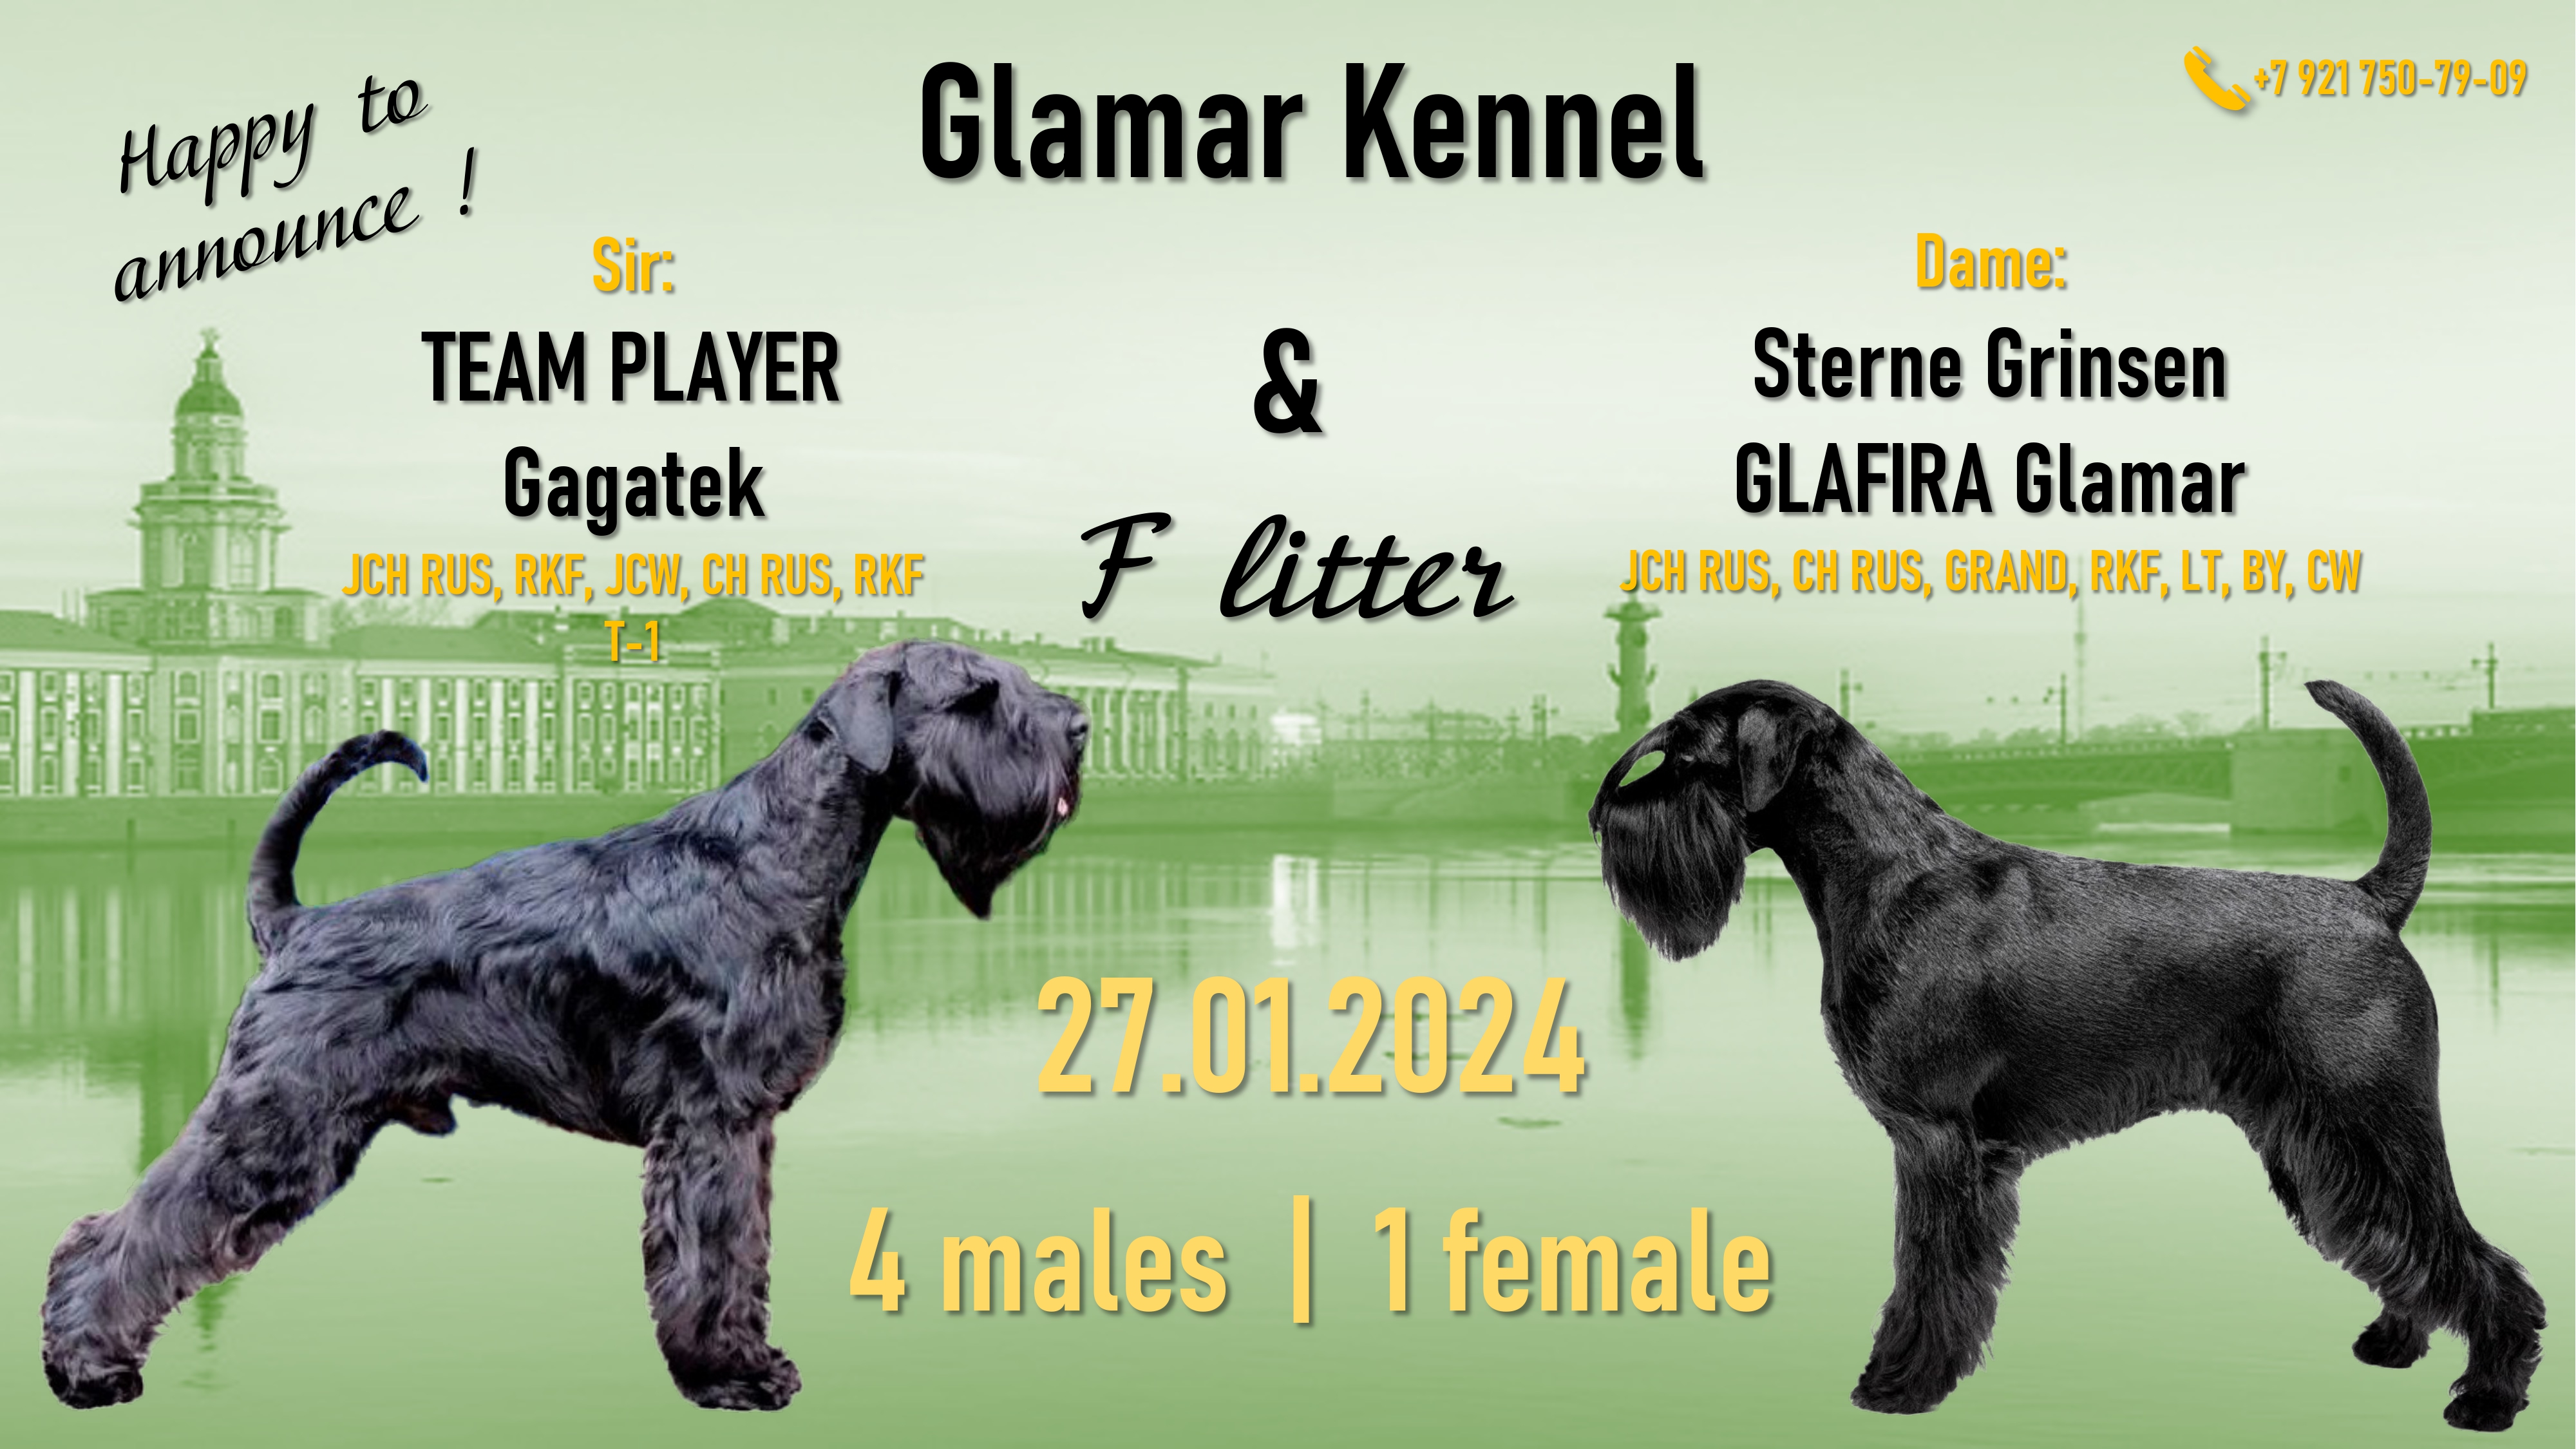 Happy to
announce !
Glamar Kennel
+7 921 750-79-09
Sir:
TEAM PLAYER
Gagatek
JCH RUS, RKF, JCW, CH RUS, RKF
T-1
&
F litter
Dame:
Sterne Grinsen
GLAFIRA Glamar
JCH RUS, CH RUS, GRAND, RKF, LT, BY, CW
27.01.2024
4 males | 1 female